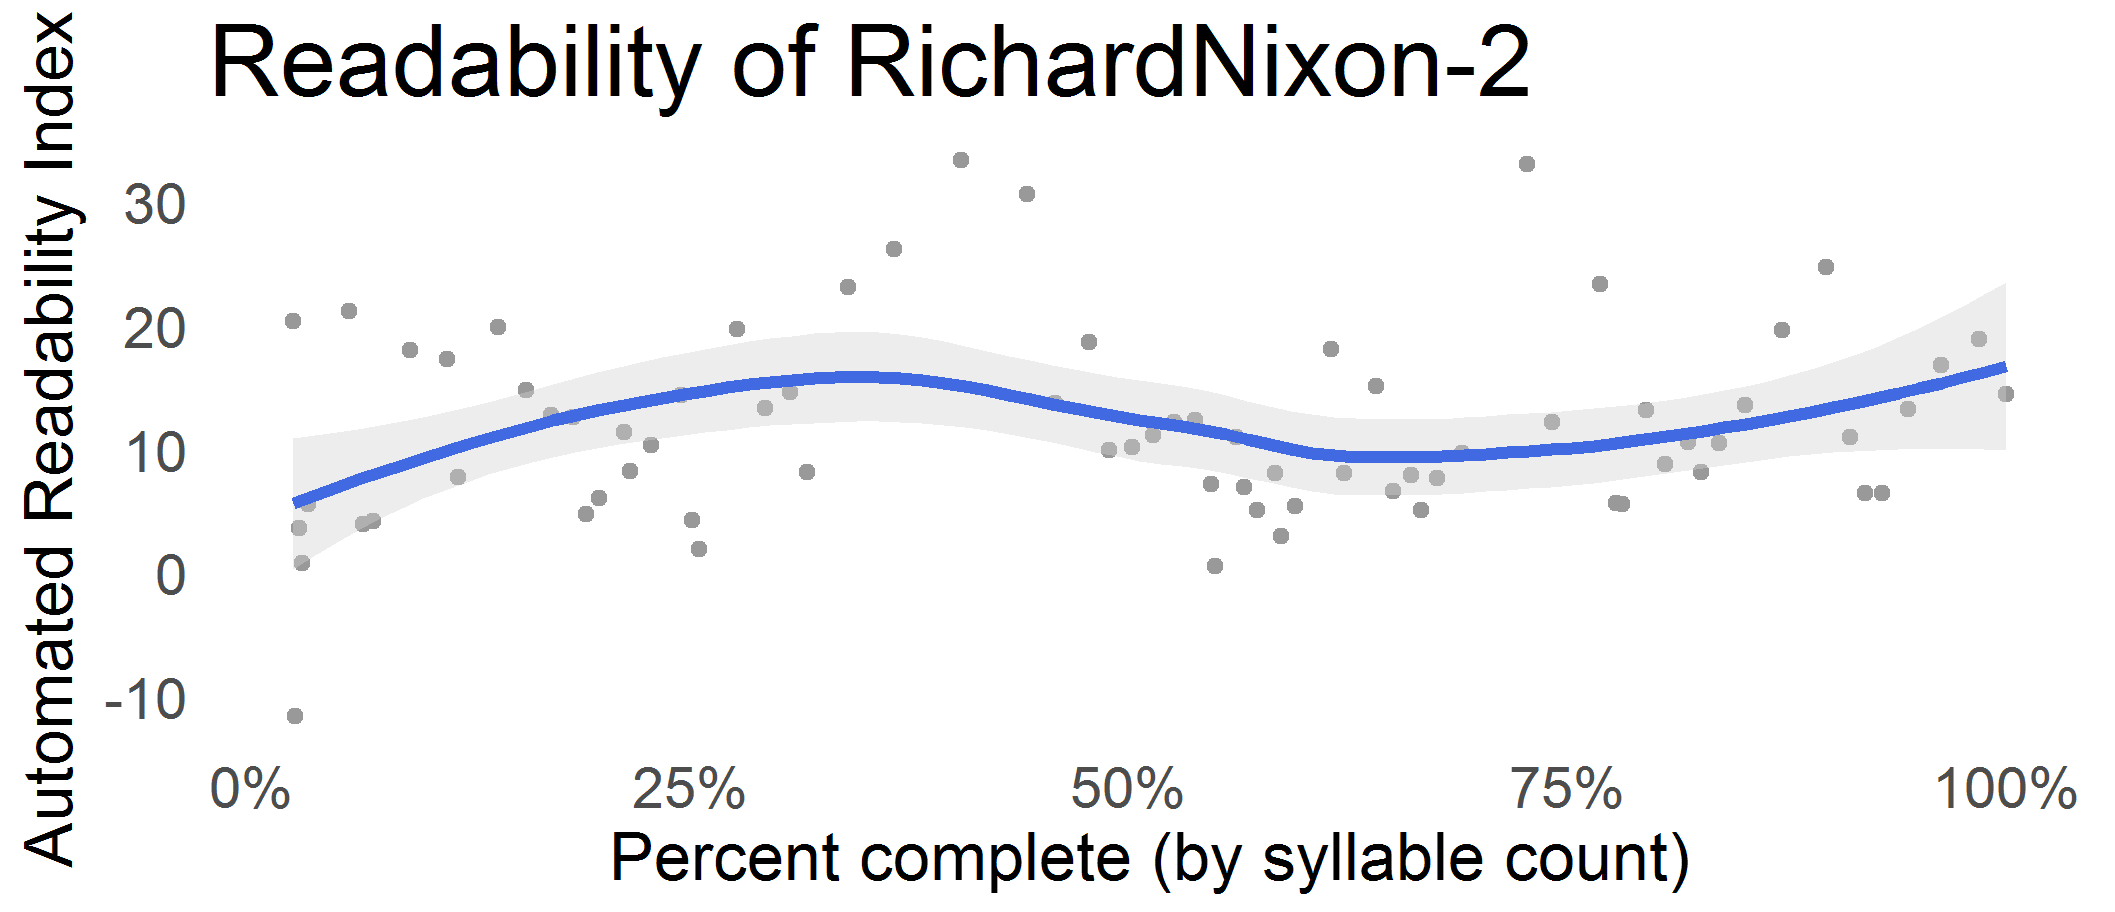 Readability of RichardNixon-2
Automated Readability Index
30
20
10
0
-10
0% 25% 50% 75% 100%
Percent complete (by syllable count)